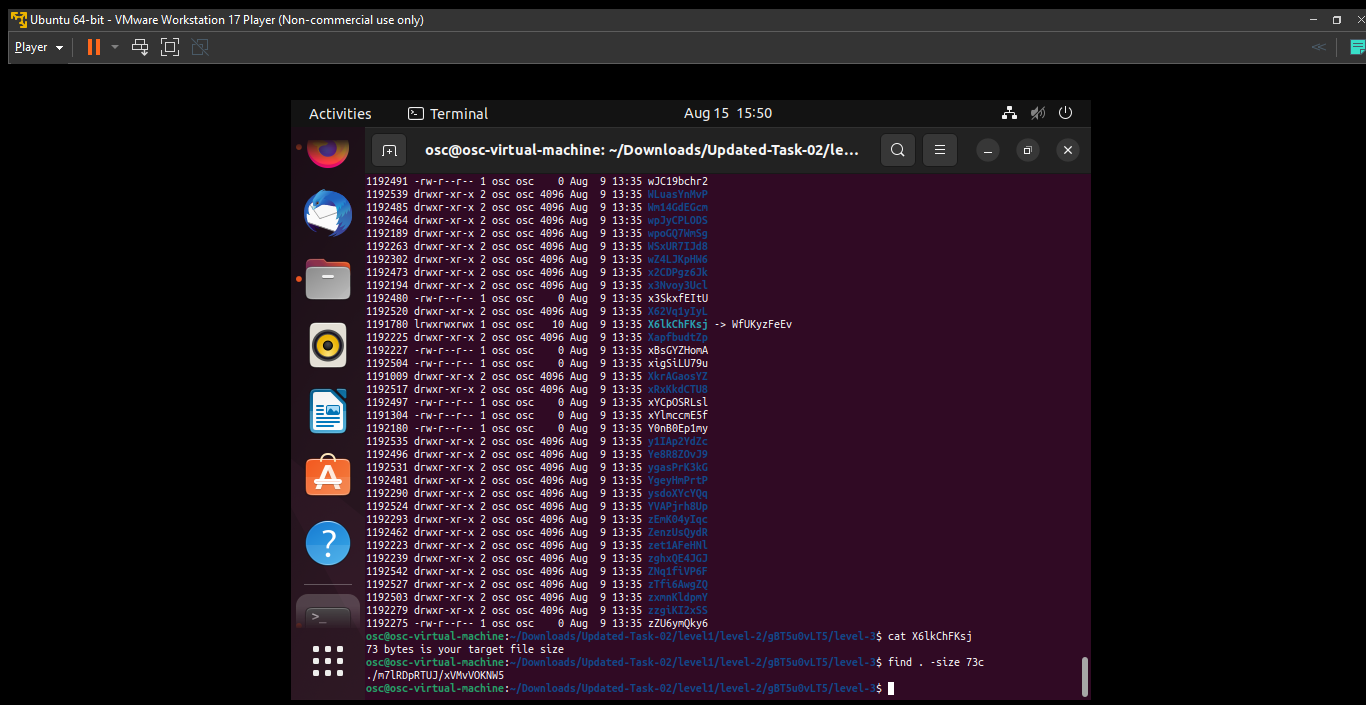 Ubuntu 64-bit - VMware Workstation 17 Player (Non-commercial use only)
Player
Activities Terminal Aug 15 15:50
osc@osc-virtual-machine: ~/Downloads/Updated-Task-02/le...
1192491 -rw-r--r-- 1 osc osc 0 Aug 9 13:35 wJC19bchr2
1192539 drwxr-xr-x 2 osc osc 4096 Aug 9 13:35 WLuasYnMvP
1192485 drwxr-xr-x 2 osc osc 4096 Aug 9 13:35 Wm14GdEGcm
1192464 drwxr-xr-x 2 osc osc 4096 Aug 9 13:35 wpJyCPLODS
1192189 drwxr-xr-x 2 osc osc 4096 Aug 9 13:35 wpoGQ7WmSg
1192263 drwxr-xr-x 2 osc osc 4096 Aug 9 13:35 WSxUR7IJd8
1192302 drwxr-xr-x 2 osc osc 4096 Aug 9 13:35 wZ4LJKpHW6
1192473 drwxr-xr-x 2 osc osc 4096 Aug 9 13:35 x2CDPgz6Jk
1192194 drwxr-xr-x 2 osc osc 4096 Aug 9 13:35 x3Nvoy3Ucl
1192480 -rw-r--r-- 1 osc osc 0 Aug 9 13:35 x3SkxfEItU
1192520 drwxr-xr-x 2 osc osc 4096 Aug 9 13:35 X62Vq1yIyL
1191780 lrwxrwxrwx 1 osc osc 10 Aug 9 13:35 X6lkChFKsj -> WfUKyzFeEv
1192225 drwxr-xr-x 2 osc osc 4096 Aug 9 13:35 XapfbudtZp
1192227 -rw-r--r-- 1 osc osc 0 Aug 9 13:35 xBsGYZHomA
1192504 -rw-r--r-- 1 osc osc 0 Aug 9 13:35 xigSiLU79u
1191009 drwxr-xr-x 2 osc osc 4096 Aug 9 13:35 XkrAGaosYZ
1192517 drwxr-xr-x 2 osc osc 4096 Aug 9 13:35 xRxKkdCTU8
1192497 -rw-r--r-- 1 osc osc 0 Aug 9 13:35 xYCpOSRLsl
1191304 -rw-r--r-- 1 osc osc 0 Aug 9 13:35 xYlmccmE5f
1192180 -rw-r--r-- 1 osc osc 0 Aug 9 13:35 Y0nB0Ep1my
1192535 drwxr-xr-x 2 osc osc 4096 Aug 9 13:35 y1IAp2YdZc
1192496 drwxr-xr-x 2 osc osc 4096 Aug 9 13:35 Ye8R8ZOvJ9
1192531 drwxr-xr-x 2 osc osc 4096 Aug 9 13:35 ygasPrK3kG
1192481 drwxr-xr-x 2 osc osc 4096 Aug 9 13:35 YgeyHmPrtP
1192290 drwxr-xr-x 2 osc osc 4096 Aug 9 13:35 ysdoXYcYQq
1192524 drwxr-xr-x 2 osc osc 4096 Aug 9 13:35 YVAPjrh8Up
1192293 drwxr-xr-x 2 osc osc 4096 Aug 9 13:35 zEmK04yIqc
1192462 drwxr-xr-x 2 osc osc 4096 Aug 9 13:35 ZenzUsQydR
1192223 drwxr-xr-x 2 osc osc 4096 Aug 9 13:35 zet1AFeHNl
1192239 drwxr-xr-x 2 osc osc 4096 Aug 9 13:35 zghxQE4JGJ
1192542 drwxr-xr-x 2 osc osc 4096 Aug 9 13:35 ZNq1fiVP6F
1192527 drwxr-xr-x 2 osc osc 4096 Aug 9 13:35 zTfi6AwgZQ
1192503 drwxr-xr-x 2 osc osc 4096 Aug 9 13:35 zxmnKldpmY
1192279 drwxr-xr-x 2 osc osc 4096 Aug 9 13:35 zzgiKI2xSS
1192275 -rw-r--r-- 1 osc osc 0 Aug 9 13:35 zZU6ymQky6
osc@osc-virtual-machine:~/Downloads/Updated-Task-02/level1/level-2/gBT5u0vLT5/level-3$ cat X6lkChFKsj
73 bytes is your target file size
osc@osc-virtual-machine:~/Downloads/Updated-Task-02/level1/level-2/gBT5u0vLT5/level-3$ find . -size 73c
./m7lRDpRTUJ/xVMvVOKNW5
osc@osc-virtual-machine:~/Downloads/Updated-Task-02/level1/level-2/gBT5u0vLT5/level-3$